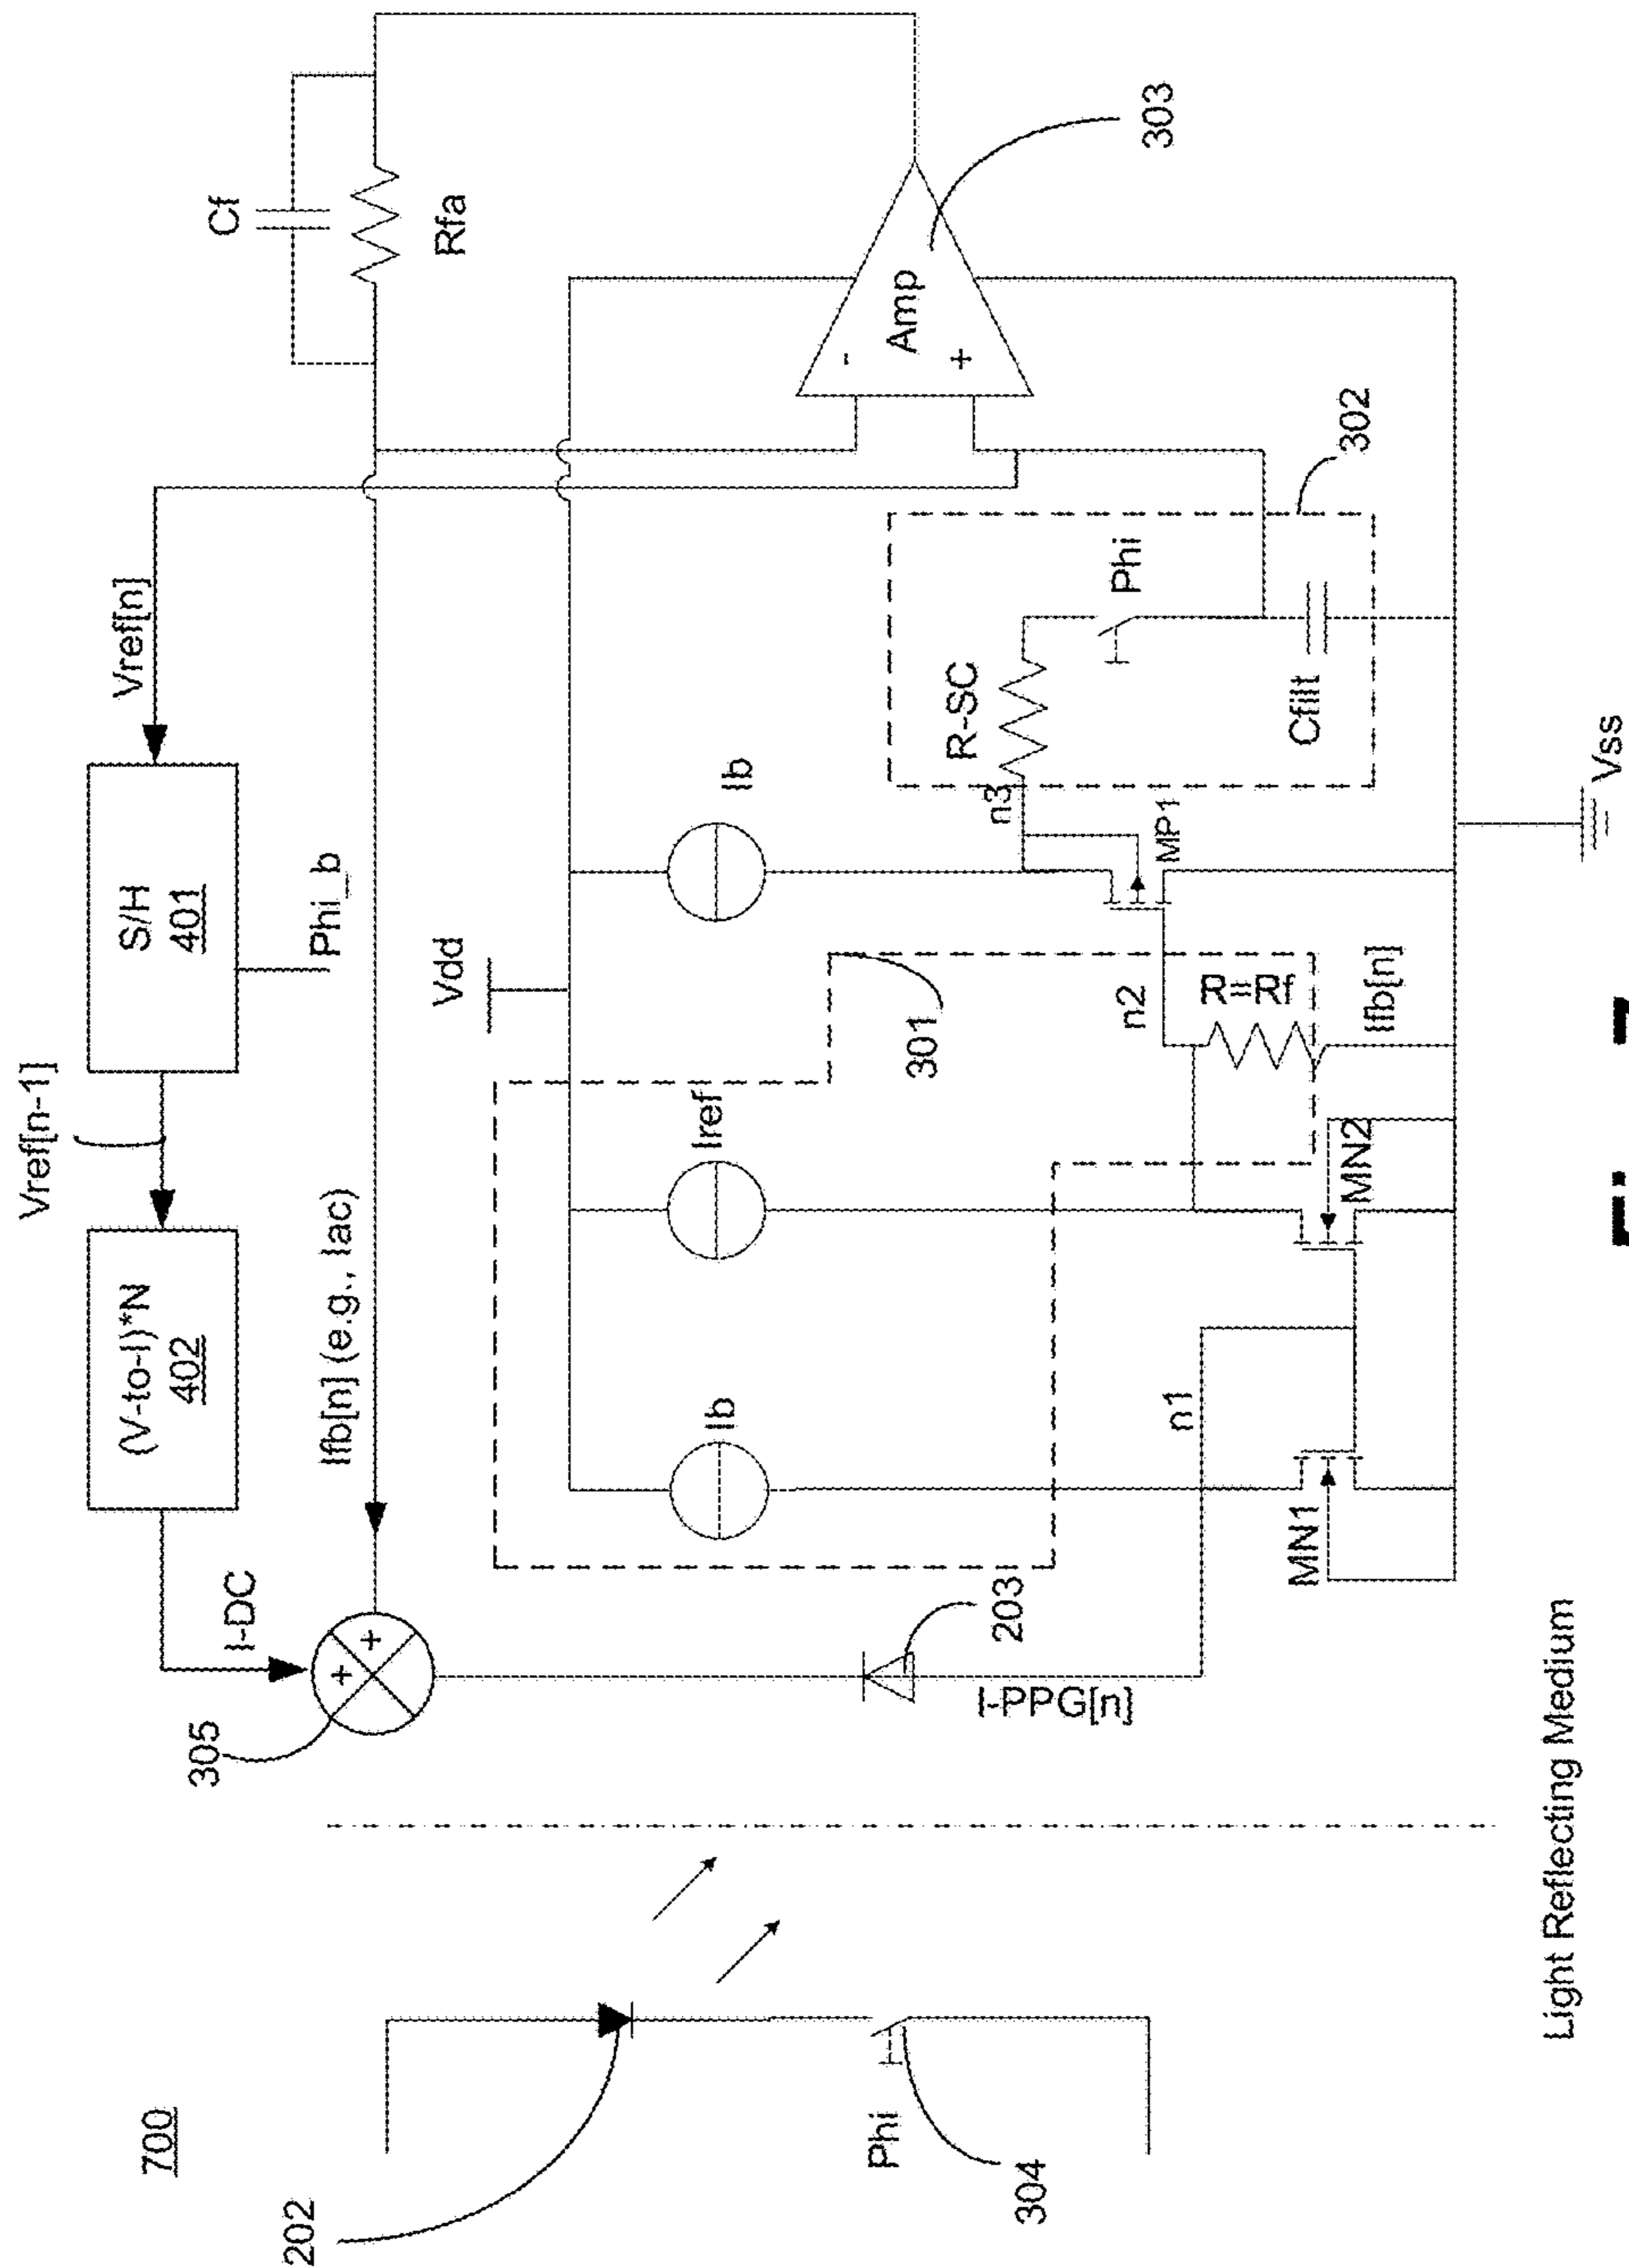 700
202
Phi
304
Light Reflecting Medium
305
I-DC
(V-to-I)*N
402
Vref[n-1]
S/H
401
Phi_b
Vref[n]
Ifb[n] (e.g., Iac)
Cf
Rfa
Vdd
Ib
Iref
Ib
301
203
I-PPG[n]
n1
MN1
MN2
n2
R=Rf
Ifb[n]
MP1
n3
R-SC
Phi
Cfilt
302
-
Amp
+
303
+
+
Vss